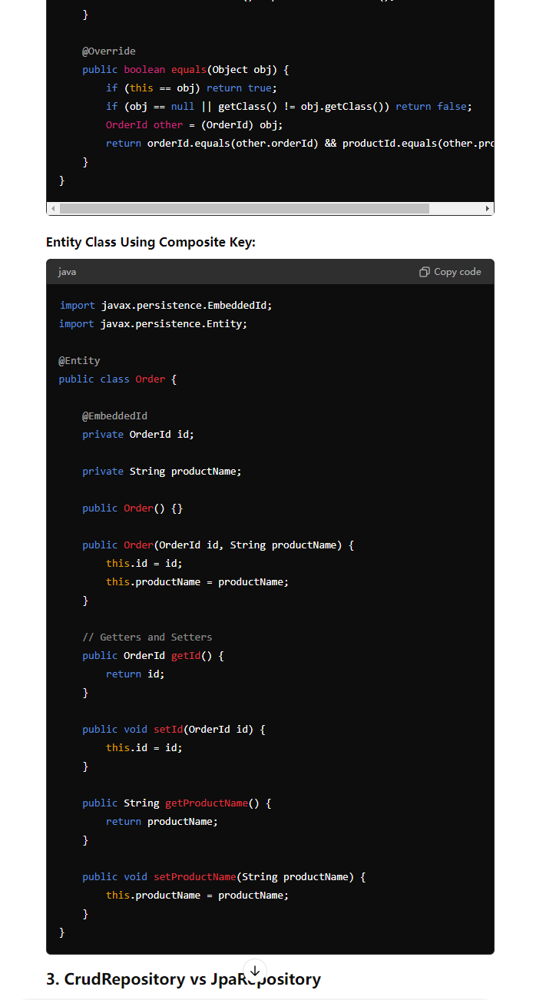 }
@Override
public boolean equals(Object obj) {
if (this == obj) return true;
if (obj == null || getClass() != obj.getClass()) return false;
OrderId other = (OrderId) obj;
return orderId.equals(other.orderId) && productId.equals(other.pro
}
}
Entity Class Using Composite Key:
java
Copy code
import javax.persistence.EmbeddedId;
import javax.persistence.Entity;
@Entity
public class Order {
@EmbeddedId
private OrderId id;
private String productName;
public Order() {}
public Order(OrderId id, String productName) {
this.id = id;
this.productName = productName;
}
// Getters and Setters
public OrderId getId() {
return id;
}
public void setId(OrderId id) {
this.id = id;
}
public String getProductName() {
return productName;
}
public void setProductName(String productName) {
this.productName = productName;
}
}
3. CrudRepository vs JpaRepository